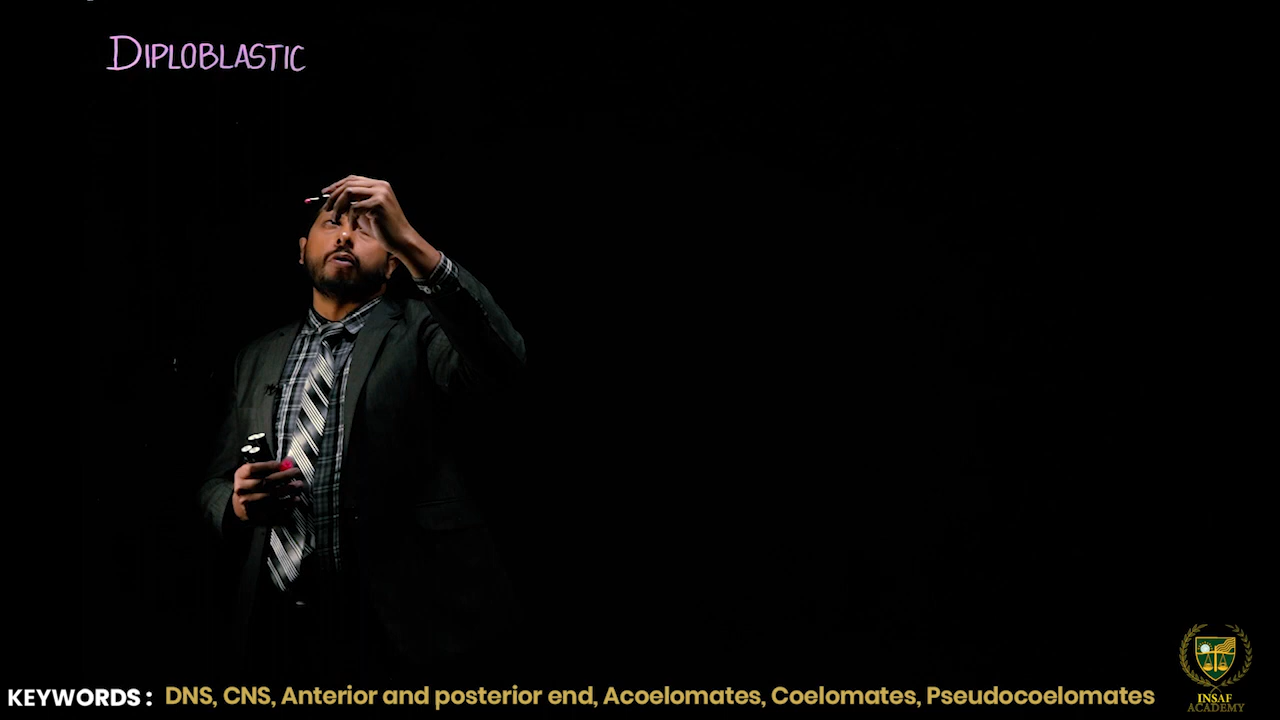 DIPLOBLASTIC
KEYWORDS : DNS, CNS, Anterior and posterior end, Acoelomates, Coelomates, Pseudocoelomates
INSAF
ACADEMY